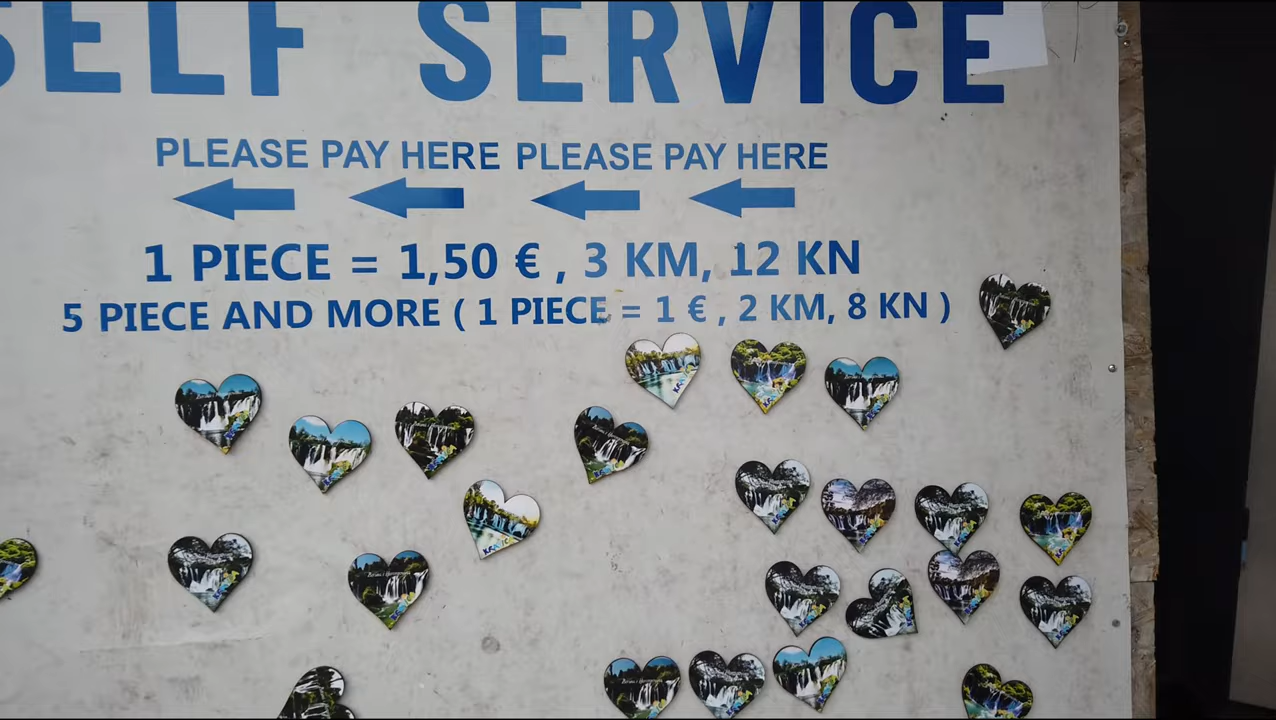 SELF SERVICE
PLEASE PAY HERE PLEASE PAY HERE
1 PIECE = 1,50 € , 3 KM, 12 KN
5 PIECE AND MORE ( 1 PIECE = 1 € , 2 KM, 8 KN )